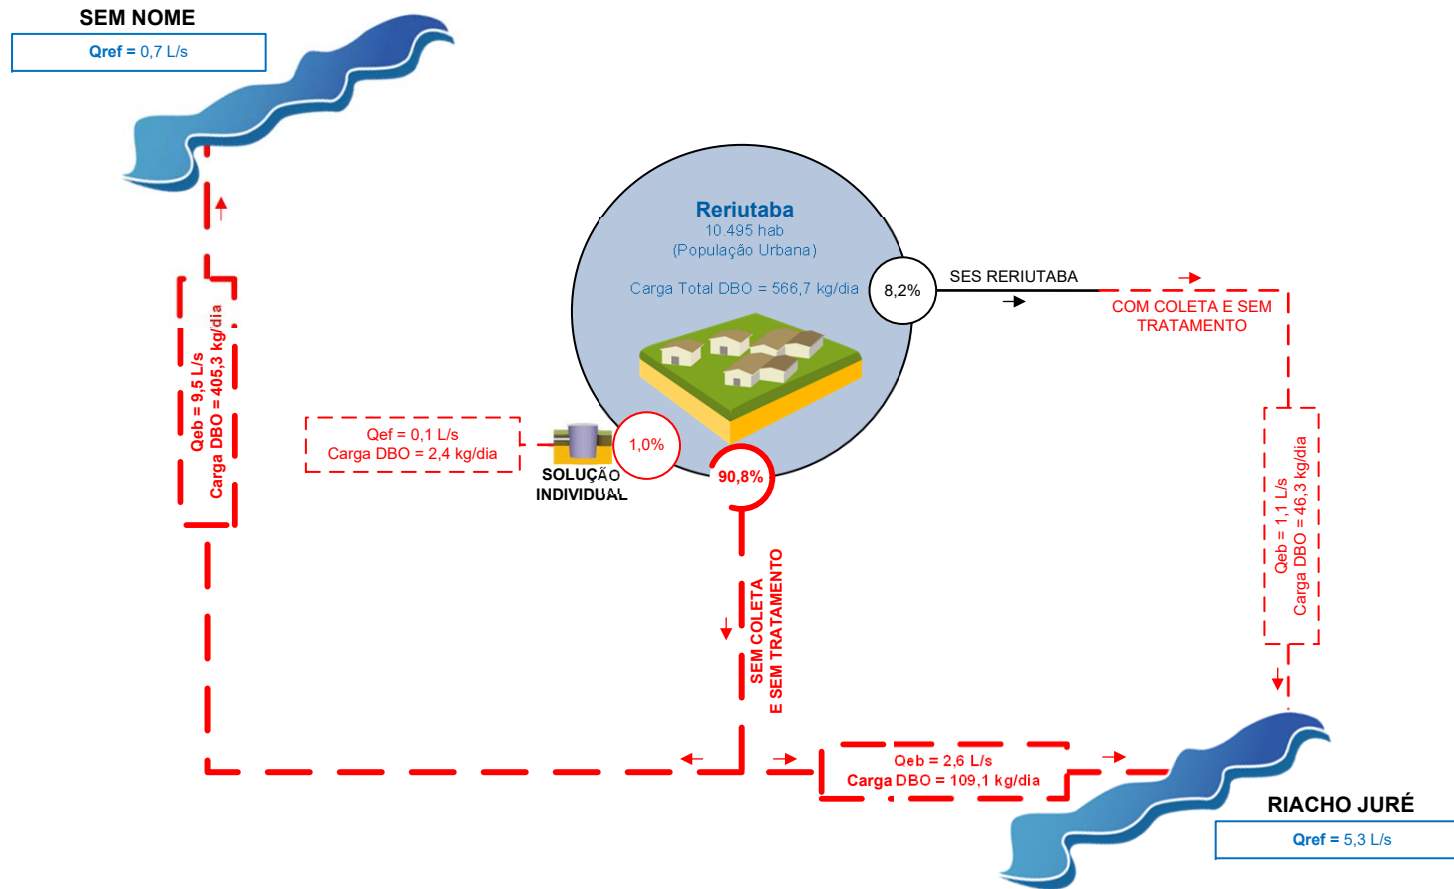 SEM NOME
Qref = 0,7 L/s
Reriutaba
10.495 hab
(População Urbana)
Carga Total DBO = 566,7 kg/dia
8,2%
SES RERIUTABA
COM COLETA E SEM
TRATAMENTO
Qeb = 9,5 L/s
Carga DBO = 405,3 kg/dia
Qef = 0,1 L/s
Carga DBO = 2,4 kg/dia
1,0%
SOLUÇÃO
INDIVIDUAL
90,8%
Qeb = 1,1 L/s
Carga DBO = 46,3 kg/dia
SEM COLETA
E SEM TRATAMENTO
Qeb = 2,6 L/s
Carga DBO = 109,1 kg/dia
RIACHO JURÉ
Qref = 5,3 L/s